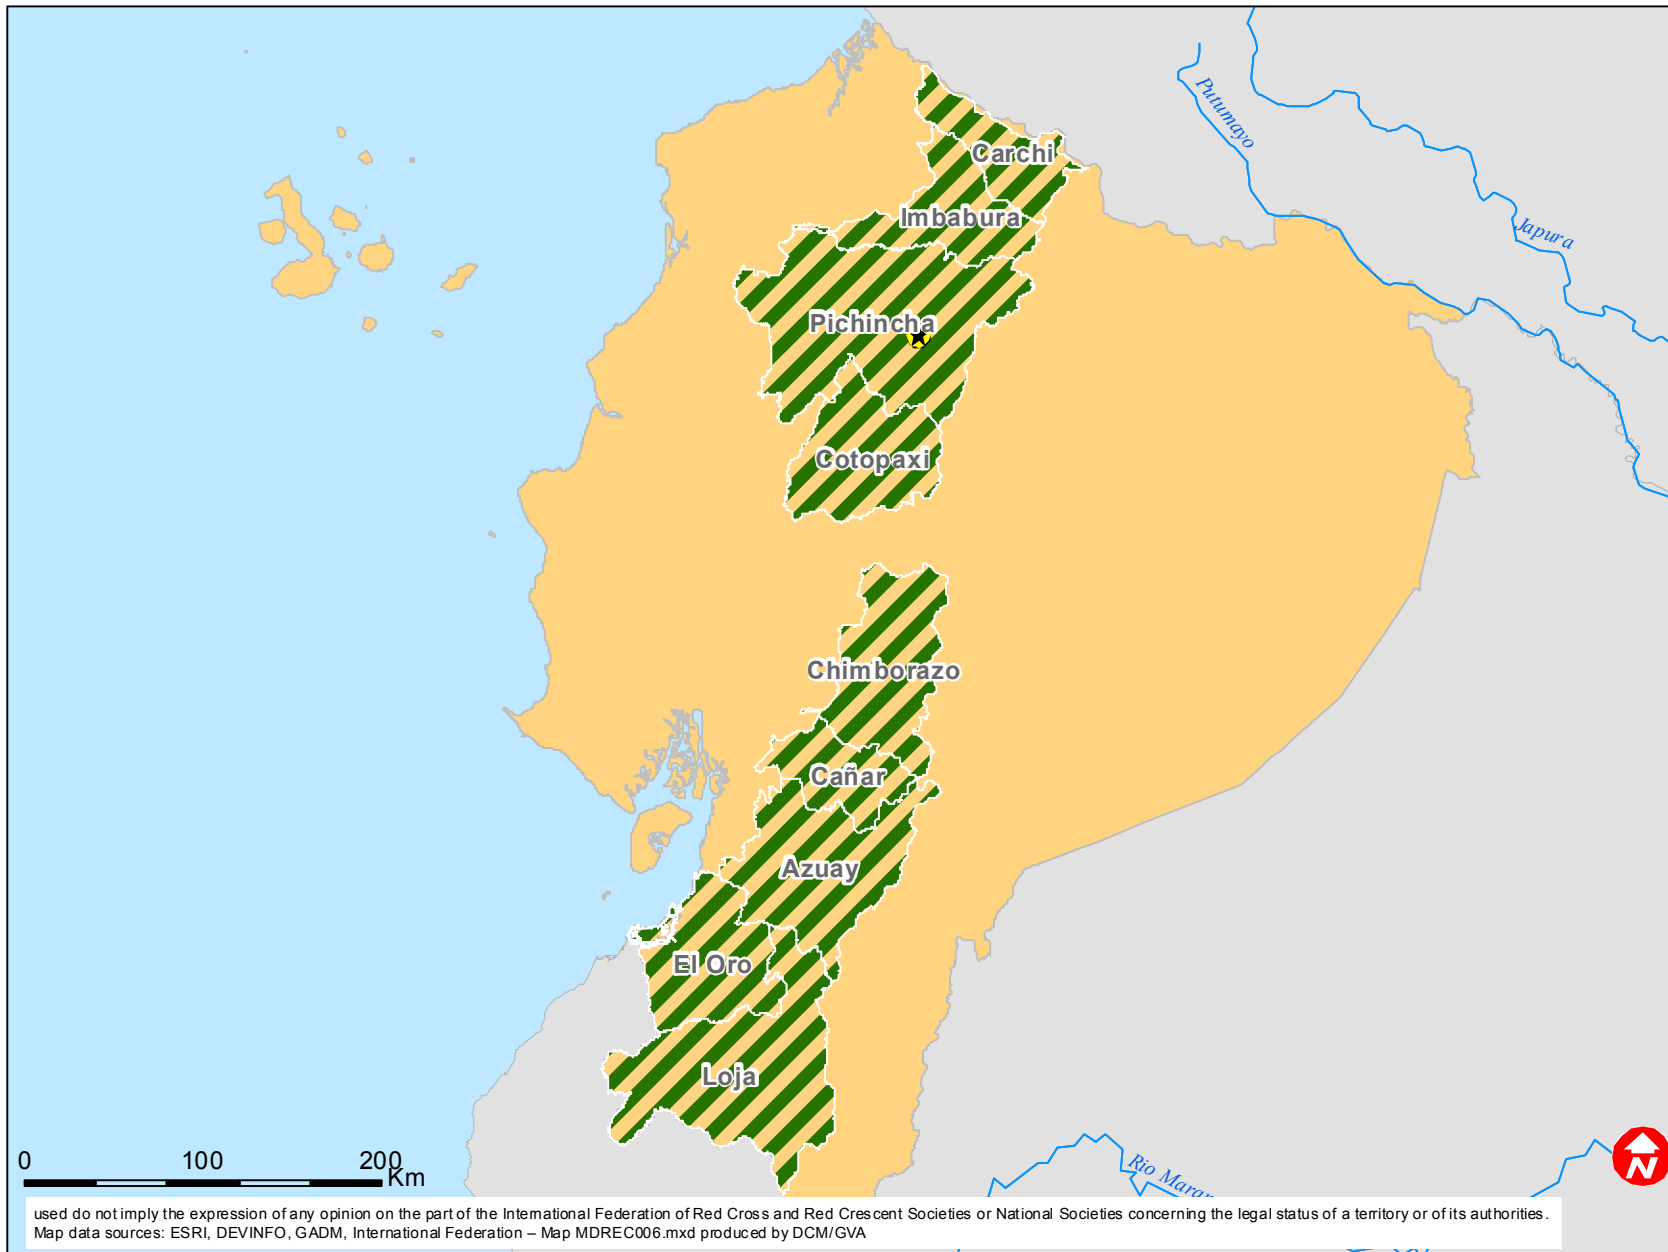 Putumayo
Carchi
Japura
Imbabura
Pichincha
Cotopaxi
Chimborazo
Cañar
Azuay
El Oro
Loja
0 100 200
Km
Rio Maran
N
used do not imply the expression of any opinion on the part of the International Federation of Red Cross and Red Crescent Societies or National Societies concerning the legal status of a territory or of its authorities.
Map data sources: ESRI, DEVINFO, GADM, International Federation – Map MDREC006.mxd produced by DCM/GVA